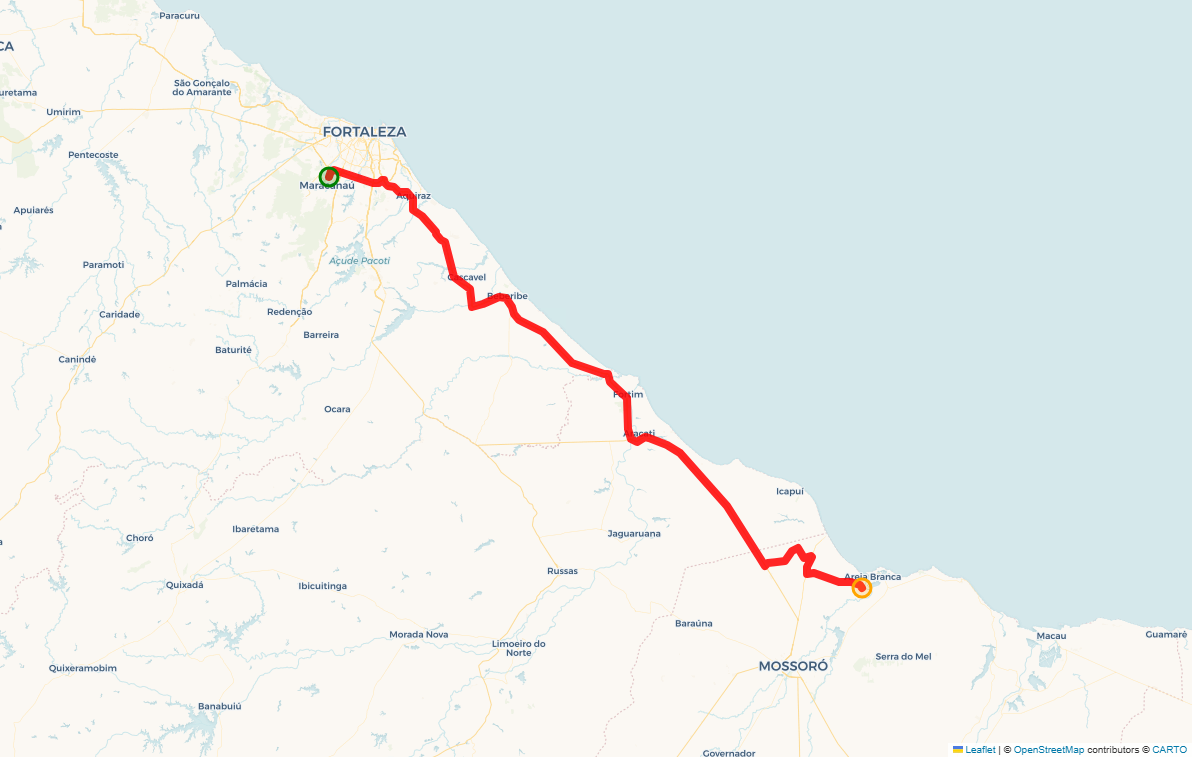 Paracuru
CA
São Gonçalo
do Amarante
uretama
Umirim
FORTALEZA
Pentecoste
Maracanaú
Aquiraz
Apuiarés
Açude Pacoti
Paramoti
Cascavel
Palmácia
Beberibe
Caridade
Redenção
Barreira
Baturité
Canindé
Fortim
Ocara
Aracati
Icapuí
Ibaretama
Jaguaruana
Choró
Russas
Areia Branca
Quixadá
Ibicuitinga
Baraúna
Morada Nova
Macau
Guamaré
Limoeiro do
Norte
Serra do Mel
Quixeramobim
MOSSORÓ
Banabuiú
Governador
Leaflet | © OpenStreetMap contributors © CARTO